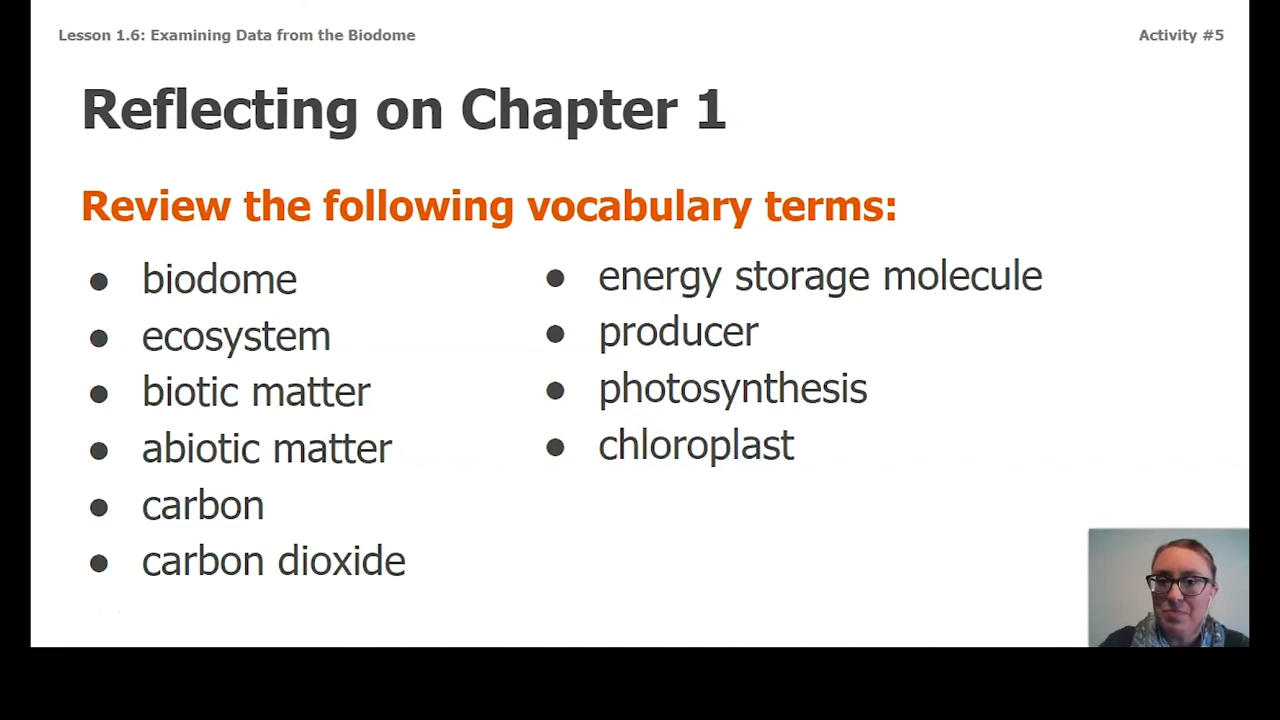 Lesson 1.6: Examining Data from the Biodome
Activity #5
Reflecting on Chapter 1
Review the following vocabulary terms:
● biodome
● ecosystem
● biotic matter
● abiotic matter
● carbon
● carbon dioxide
● energy storage molecule
● producer
● photosynthesis
● chloroplast